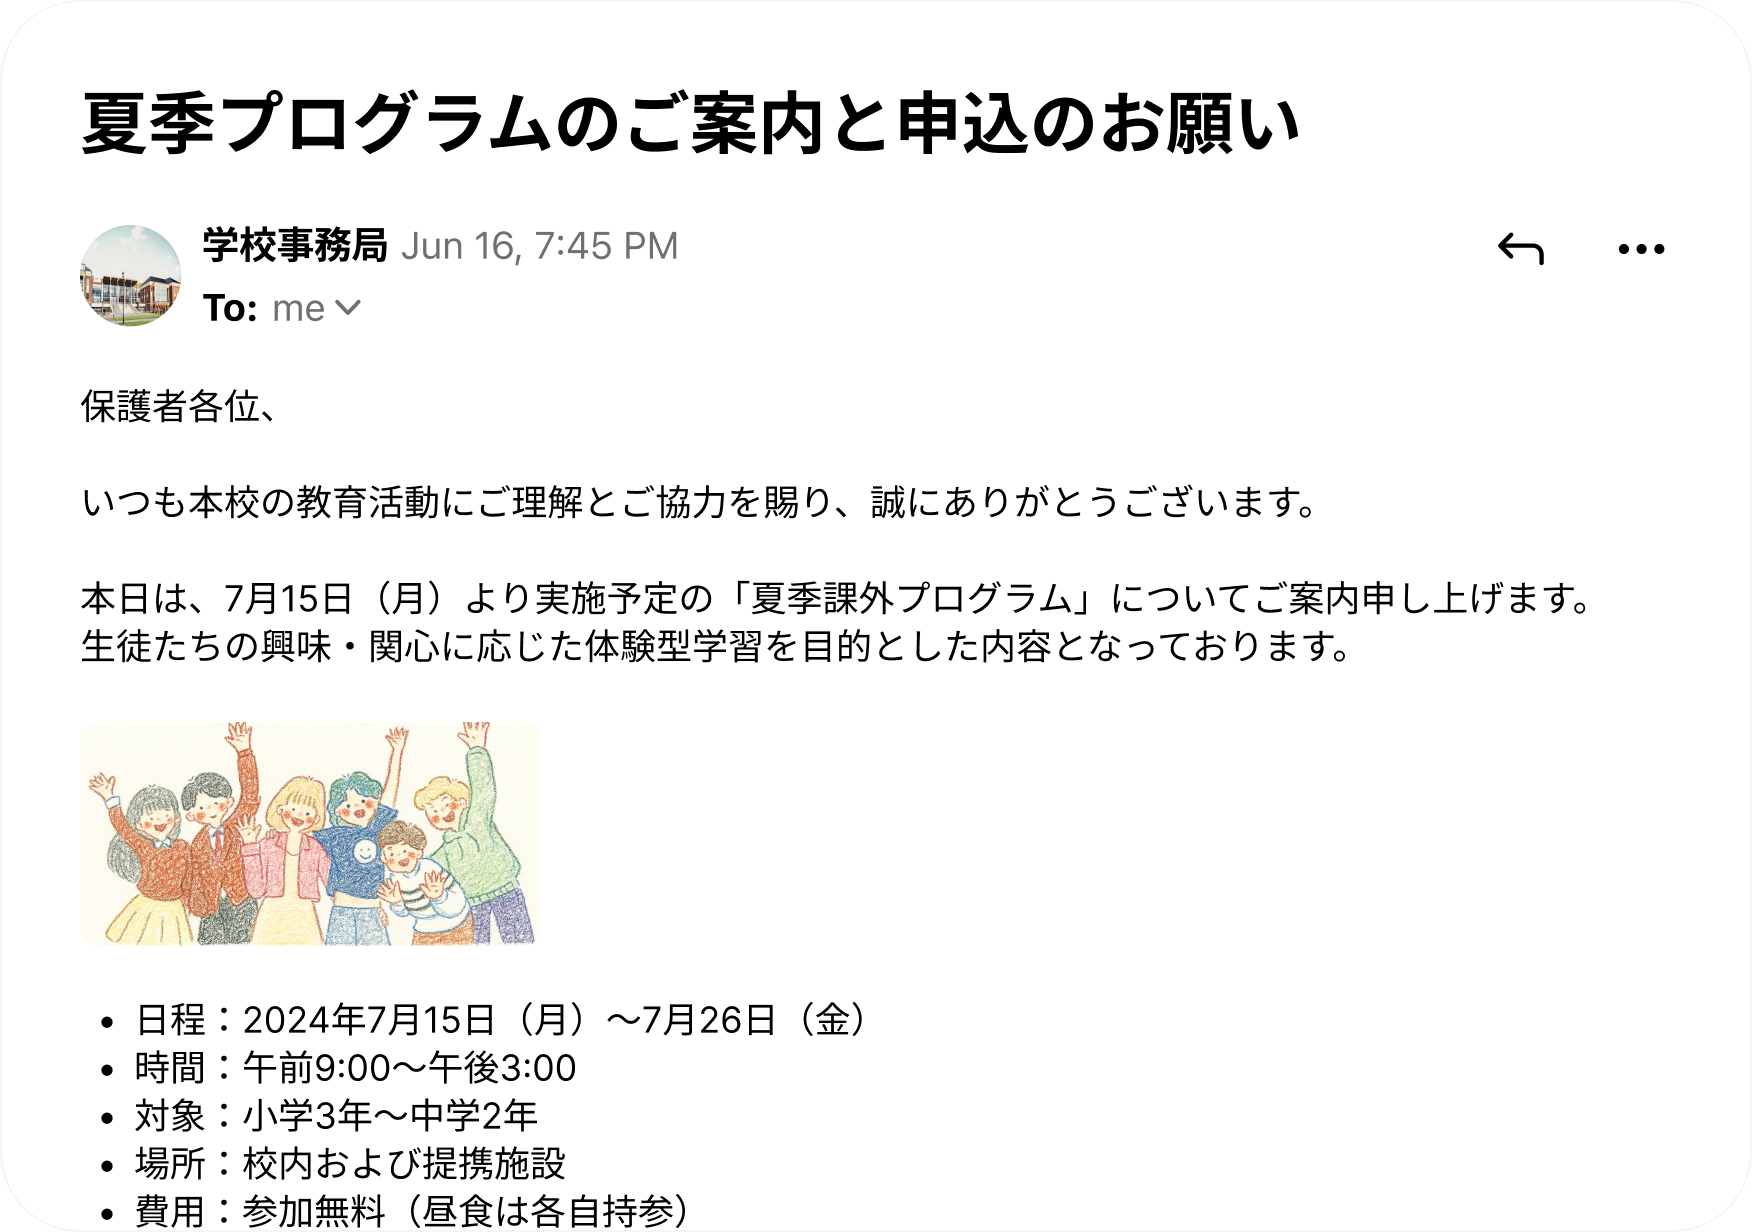 夏季プログラムのご案内と申込のお願い
学校事務局 Jun 16, 7:45 PM
To: me
保護者各位、
いつも本校の教育活動にご理解とご協力を賜り、誠にありがとうございます。
本日は、7月15日（月）より実施予定の「夏季課外プログラム」についてご案内申し上げます。
生徒たちの興味・関心に応じた体験型学習を目的とした内容となっております。
• 日程：2024年7月15日（月）～7月26日（金）
• 時間：午前9:00～午後3:00
• 対象：小学3年～中学2年
• 場所：校内および提携施設
• 費用：参加無料（昼食は各自持参）